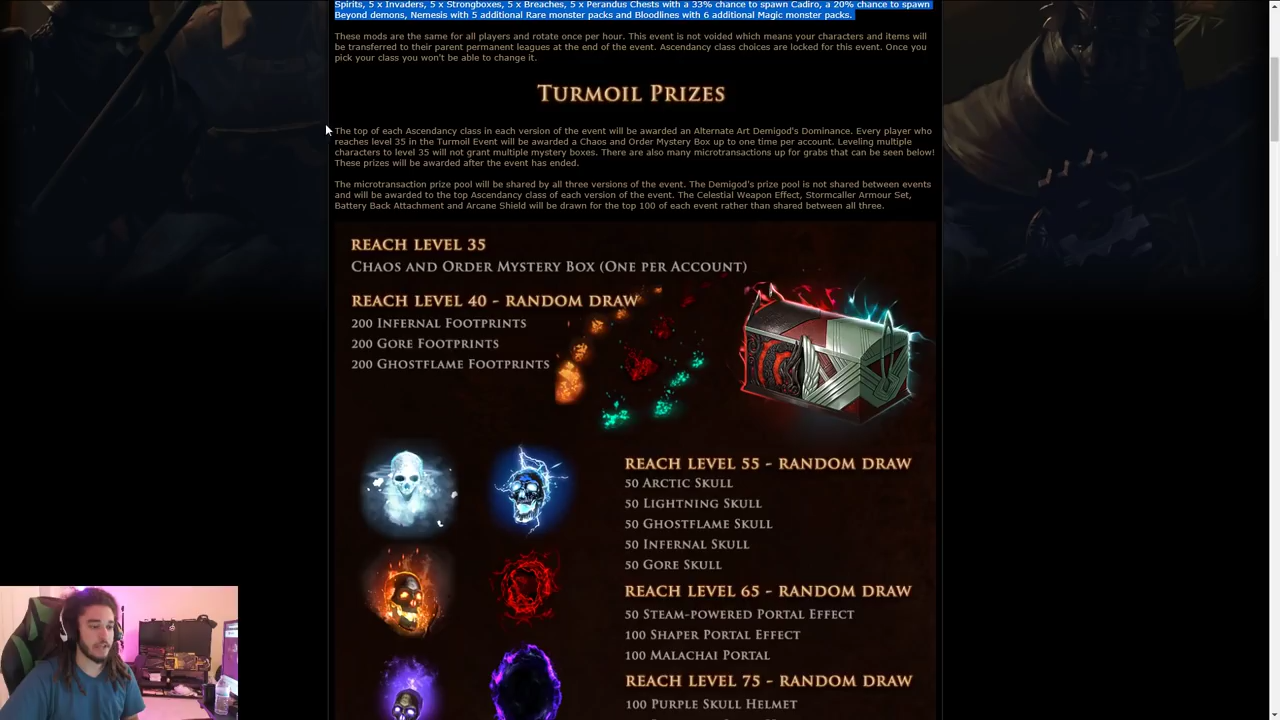 Spirits, 5 x Invaders, 5 x Strongboxes, 5 x Breaches, 5 x Perandus Chests with a 33% chance to spawn Cadiro, a 20% chance to spawn
Beyond demons, Nemesis with 5 additional Rare monster packs and Bloodlines with 6 additional Magic monster packs.
These mods are the same for all players and rotate once per hour. This event is not voided which means your characters and items will
be transferred to their parent permanent leagues at the end of the event. Ascendancy class choices are locked for this event. Once you
pick your class you won't be able to change it.
Turmoil Prizes
The top of each Ascendancy class in each version of the event will be awarded an Alternate Art Demigod's Dominance. Every player who
reaches level 35 in the Turmoil Event will be awarded a Chaos and Order Mystery Box up to one time per account. Leveling multiple
characters to level 35 will not grant multiple mystery boxes. There are also many microtransactions up for grabs that can be seen below!
These prizes will be awarded after the event has ended.
The microtransaction prize pool will be shared by all three versions of the event. The Demigod's prize pool is not shared between events
and will be awarded to the top Ascendancy class of each version of the event. The Celestial Weapon Effect, Stormcaller Armour Set,
Battery Back Attachment and Arcane Shield will be drawn for the top 100 of each event rather than shared between all three.
Reach Level 35
Chaos and Order Mystery Box (One per Account)
Reach Level 40 - Random Draw
200 Infernal Footprints
200 Gore Footprints
200 Ghostflame Footprints
Reach Level 55 - Random Draw
50 Arctic Skull
50 Lightning Skull
50 Ghostflame Skull
50 Infernal Skull
50 Gore Skull
Reach Level 65 - Random Draw
50 Steam-powered Portal Effect
100 Shaper Portal Effect
100 Malachai Portal
Reach Level 75 - Random Draw
100 Purple Skull Helmet